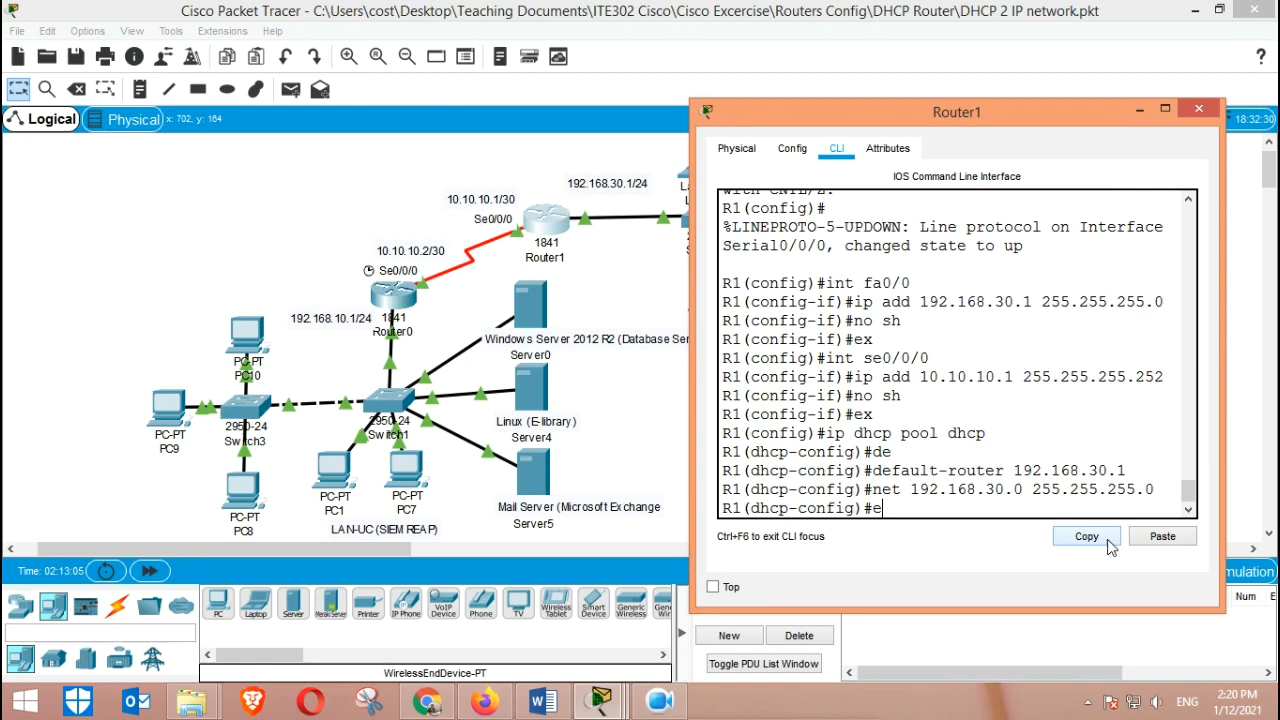 Cisco Packet Tracer - C:\Users\cost\Desktop\Teaching Documents\ITE302 Cisco\Cisco Excercise\Routers Config\DHCP Router\DHCP 2 IP network.pkt
File Edit Options View Tools Extensions Help
Logical Physical x: 702, y: 164
18:32:30
192.168.30.1/24
10.10.10.1/30
Se0/0/0
1841
Router1
10.10.10.2/30
Se0/0/0
192.168.10.1/24
1841
Router0
PC-PT
PC10
Windows Server 2012 R2 (Database Ser
Server0
PC-PT
PC9
2950-24
Switch3
2950-24
Switch1
Linux (E-library)
Server4
PC-PT
PC8
PC-PT
PC1
PC-PT
PC7
Mail Server (Microsoft Exchange
Server5
LAN-UC (SIEM REAP)
Router1
Physical Config CLI Attributes
IOS Command Line Interface
with CNTL/Z.
R1(config)#
%LINEPROTO-5-UPDOWN: Line protocol on Interface
Serial0/0/0, changed state to up
R1(config)#int fa0/0
R1(config-if)#ip add 192.168.30.1 255.255.255.0
R1(config-if)#no sh
R1(config-if)#ex
R1(config)#int se0/0/0
R1(config-if)#ip add 10.10.10.1 255.255.255.252
R1(config-if)#no sh
R1(config-if)#ex
R1(config)#ip dhcp pool dhcp
R1(dhcp-config)#de
R1(dhcp-config)#default-router 192.168.30.1
R1(dhcp-config)#net 192.168.30.0 255.255.255.0
R1(dhcp-config)#e
Ctrl+F6 to exit CLI focus
Copy Paste
Top
Time: 02:13:05
PC Laptop Server Printer IP Phone VoIP Device Phone TV Wireless Tablet Smart Device Generic Wireless
WirelessEndDevice-PT
New Delete
Toggle PDU List Window
mulation
Num E
ENG
2:20 PM
1/12/2021